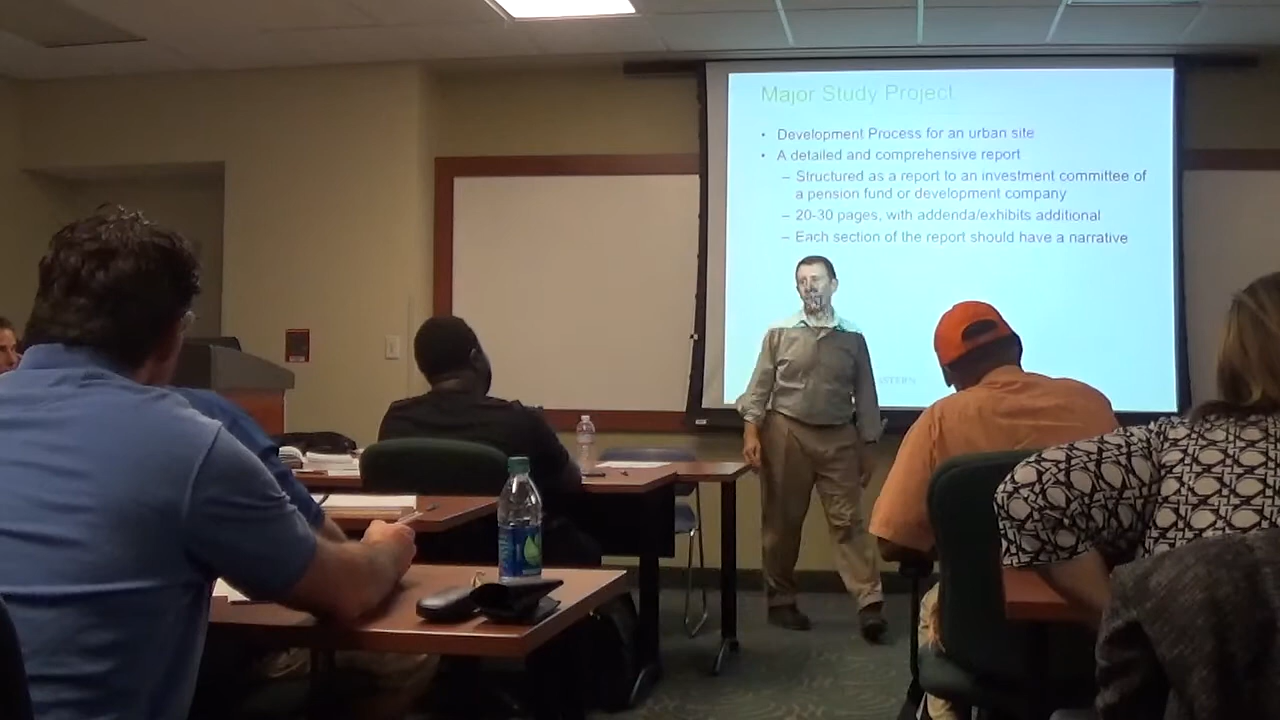 Major Study Project
• Development Process for an urban site
• A detailed and comprehensive report
– Structured as a report to an investment committee of
a pension fund or development company
– 20-30 pages, with addenda/exhibits additional
– Each section of the report should have a narrative